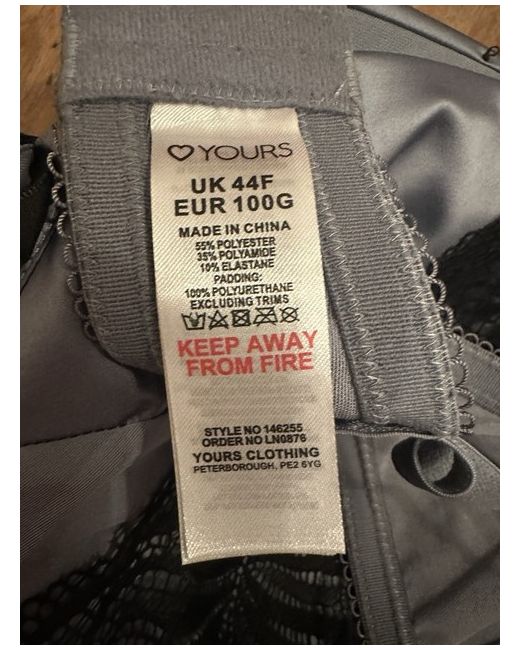 YOURS
UK 44F
EUR 100G
MADE IN CHINA
55% POLYESTER
35% POLYAMIDE
10% ELASTANE
PADDING:
100% POLYURETHANE
EXCLUDING TRIMS
KEEP AWAY
FROM FIRE
STYLE NO 146255
ORDER NO LN0876
YOURS CLOTHING
PETERBOROUGH, PE2 6YG